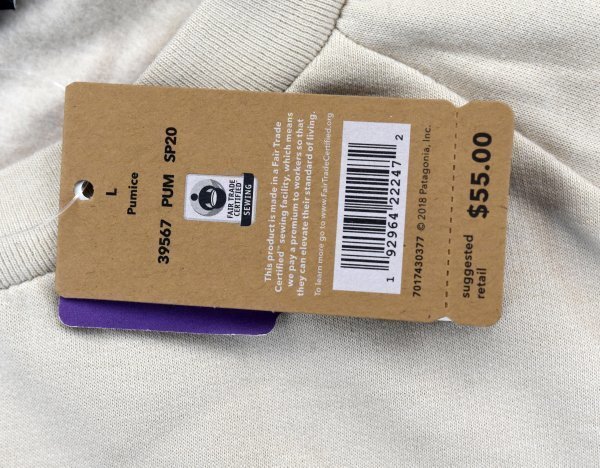 L
Pumice
39567 PUM SP20
FAIR TRADE
CERTIFIED
SEWING
This product is made in a Fair Trade
Certified™ sewing facility, which means
we pay a premium to workers so that
they can elevate their standard of living.
To learn more go to www.FairTradeCertified.org
1 92964 22247 2
7017430377 © 2018 Patagonia, Inc.
suggested
retail
$55.00